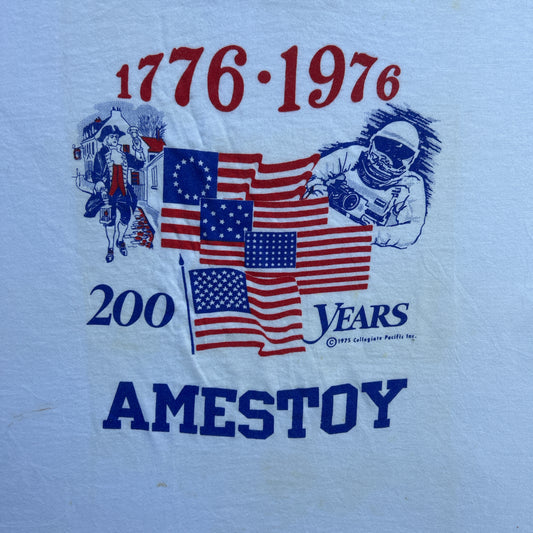 1776 · 1976
200 YEARS
© 1975 Collegiate Pacific Inc.
AMESTOY